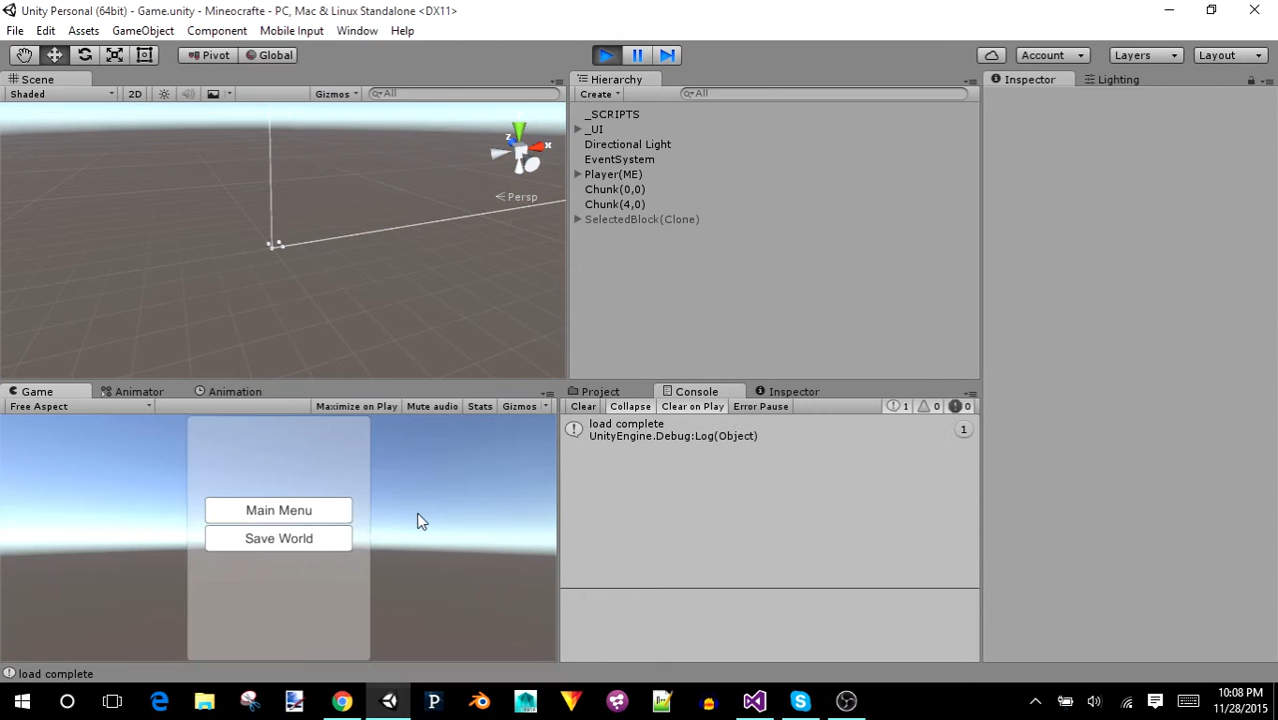 Unity Personal (64bit) - Game.unity - Mineocrafte - PC, Mac & Linux Standalone <DX11>
File Edit Assets GameObject Component Mobile Input Window Help
Pivot Global Account Layers Layout
Scene
Shaded 2D Gizmos All
z x
Persp
Hierarchy
Create All
_SCRIPTS
_UI
Directional Light
EventSystem
Player(ME)
Chunk(0,0)
Chunk(4,0)
SelectedBlock(Clone)
Inspector Lighting
Game Animator Animation
Free Aspect Maximize on Play Mute audio Stats Gizmos
Main Menu
Save World
Project Console Inspector
Clear Collapse Clear on Play Error Pause 1 0 0
load complete
UnityEngine.Debug:Log(Object)
1
load complete
10:08 PM
11/28/2015